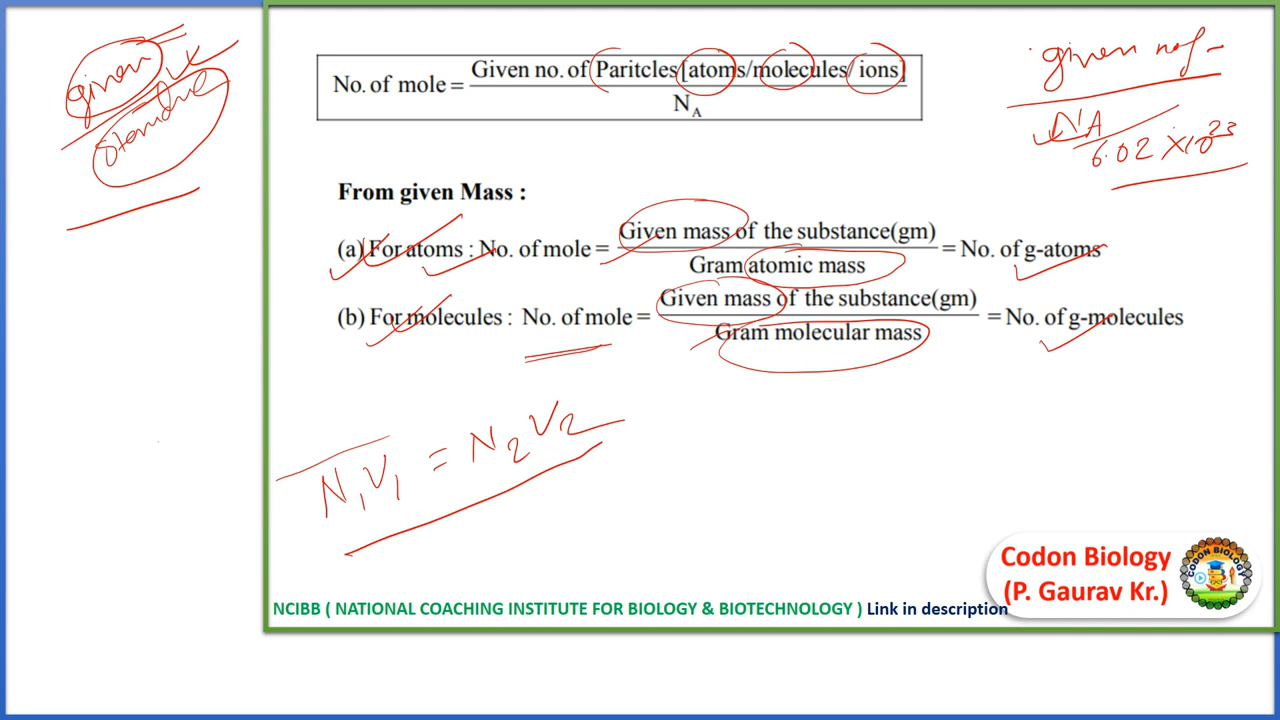 given
Standard
No. of mole = Given no. of Paritcles[atoms/molecules/ions]
N_A
given no of
NA
6.02 × 10^23
From given Mass :
(a) For atoms : No. of mole = Given mass of the substance(gm) = No. of g-atoms
Gram atomic mass
(b) For molecules : No. of mole = Given mass of the substance(gm) = No. of g-molecules
Gram molecular mass
N₁V₁ = N₂V₂
Codon Biology
(P. Gaurav Kr.)
CODON BIOLOGY
NCIBB ( NATIONAL COACHING INSTITUTE FOR BIOLOGY & BIOTECHNOLOGY ) Link in description